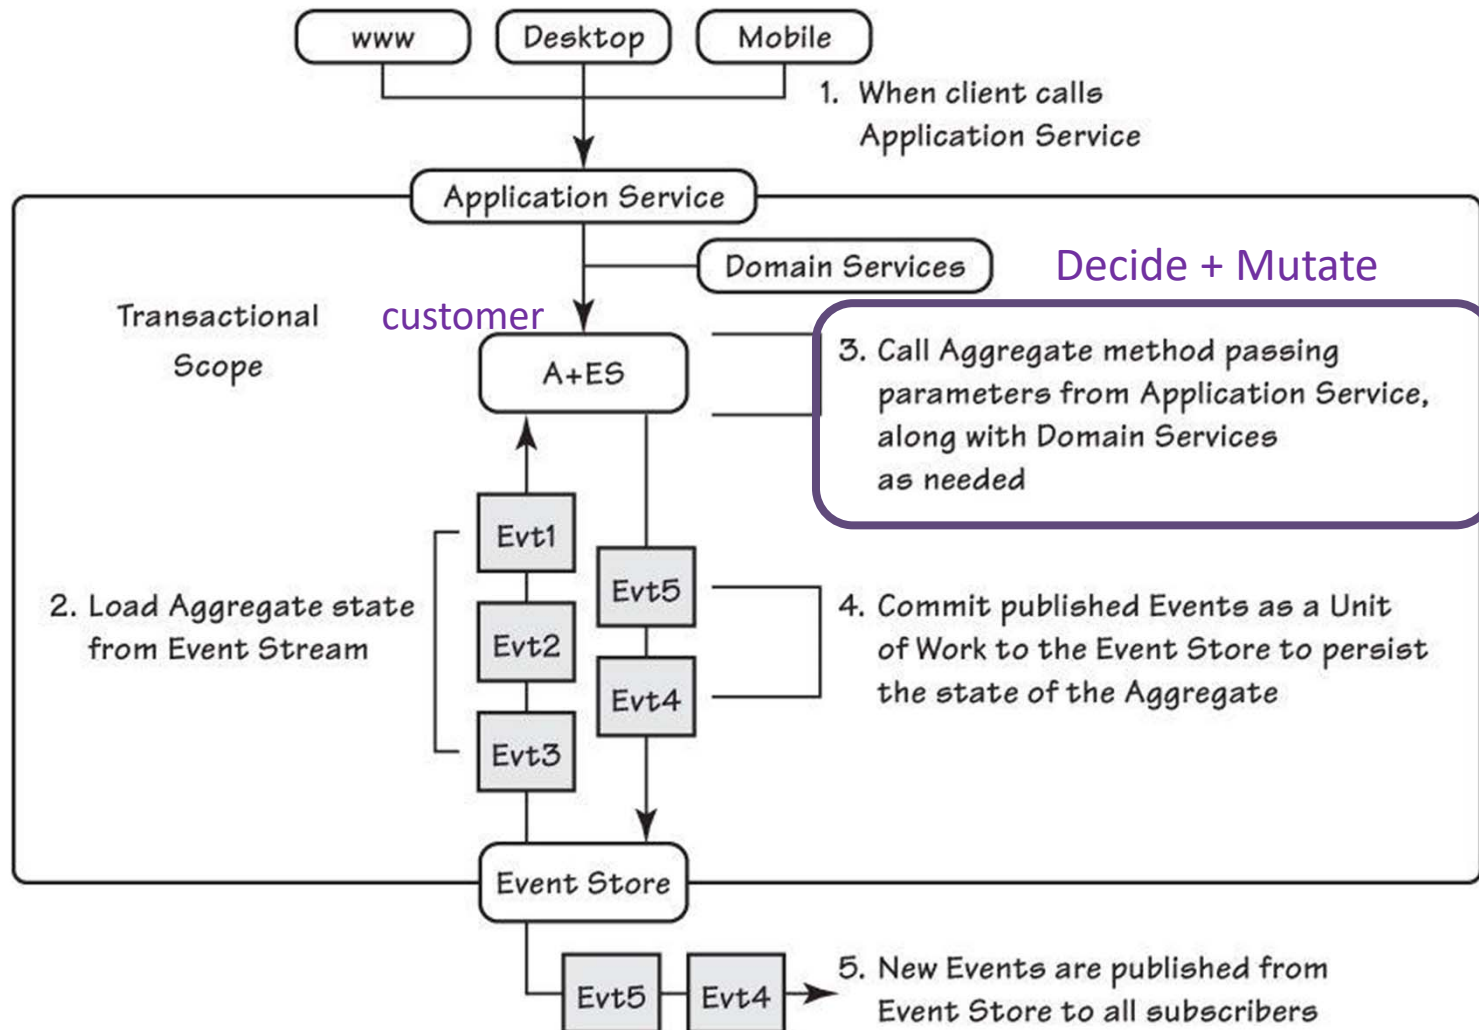 www
Desktop
Mobile
1. When client calls
Application Service
Application Service
Domain Services
Decide + Mutate
Transactional
Scope
customer
A+ES
3. Call Aggregate method passing
parameters from Application Service,
along with Domain Services
as needed
Evt1
Evt2
Evt3
2. Load Aggregate state
from Event Stream
Evt5
Evt4
4. Commit published Events as a Unit
of Work to the Event Store to persist
the state of the Aggregate
Event Store
Evt5
Evt4
5. New Events are published from
Event Store to all subscribers